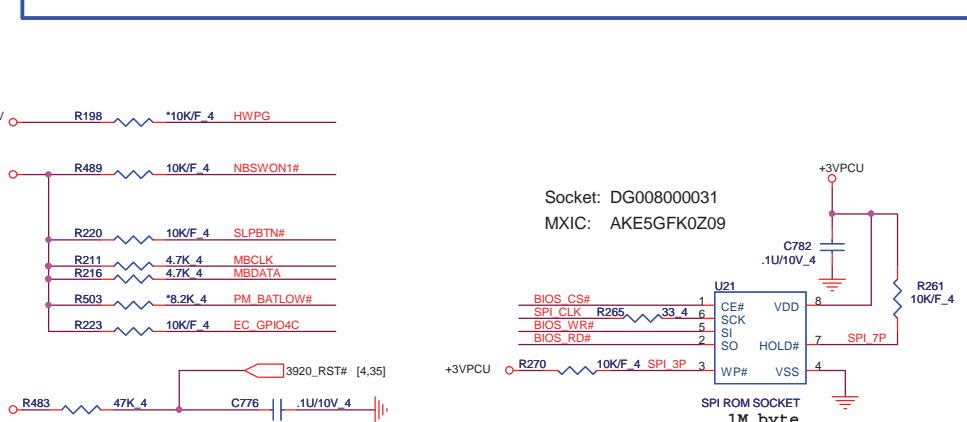 R198 *10K/F_4 HWPG
R489 10K/F_4 NBSWON1#
R220 10K/F_4 SLPBTN#
R211 4.7K_4 MBCLK
R216 4.7K_4 MBDATA
R503 *8.2K_4 PM_BATLOW#
R223 10K/F_4 EC_GPIO4C
3920_RST# [4,35]
R483 47K_4 C776 .1U/10V_4
Socket: DG008000031
MXIC: AKE5GFK0Z09
+3VPCU
C782
.1U/10V_4
R261
10K/F_4
U21
BIOS_CS# 1 CE# VDD 8
SPI_CLK R265 33_4 6 SCK
BIOS_WR# 5 SI
BIOS_RD# 2 SO HOLD# 7 SPI_7P
+3VPCU R270 10K/F_4 SPI_3P 3 WP# VSS 4
SPI ROM SOCKET
1M byte